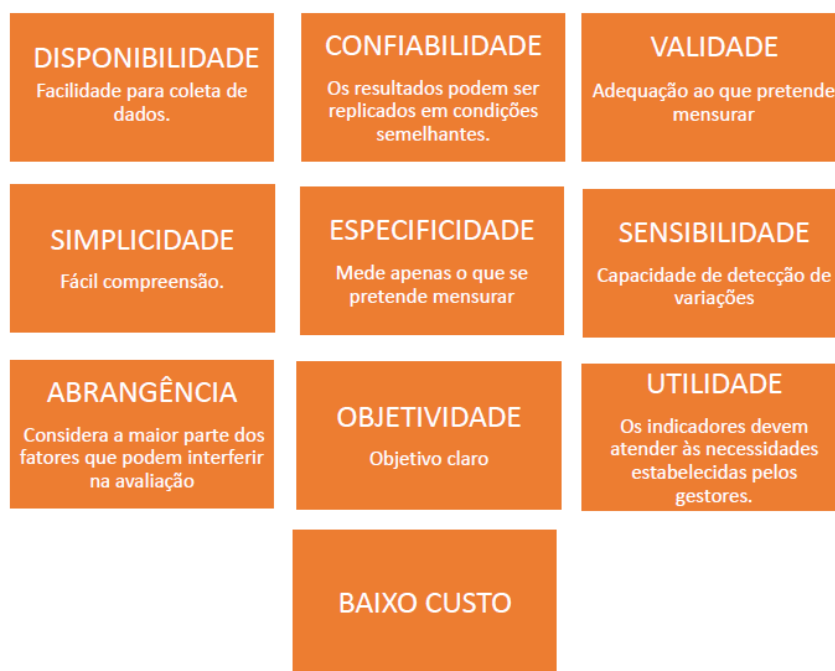 DISPONIBILIDADE
Facilidade para coleta de
dados.
CONFIABILIDADE
Os resultados podem ser
replicados em condições
semelhantes.
VALIDADE
Adequação ao que pretende
mensurar
SIMPLICIDADE
Fácil compreensão.
ESPECIFICIDADE
Mede apenas o que se
pretende mensurar
SENSIBILIDADE
Capacidade de detecção de
variações
ABRANGÊNCIA
Considera a maior parte dos
fatores que podem interferir
na avaliação
OBJETIVIDADE
Objetivo claro
UTILIDADE
Os indicadores devem
atender às necessidades
estabelecidas pelos
gestores.
BAIXO CUSTO